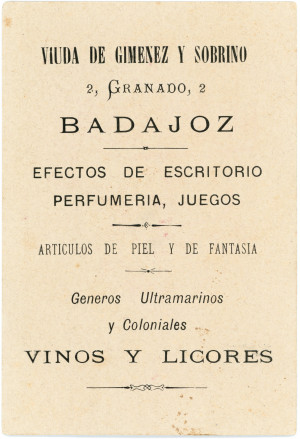 VIUDA DE GIMENEZ Y SOBRINO
2, GRANADO, 2
BADAJOZ
EFECTOS DE ESCRITORIO
PERFUMERIA, JUEGOS
ARTICULOS DE PIEL Y DE FANTASIA
Generos Ultramarinos
y Coloniales
VINOS Y LICORES